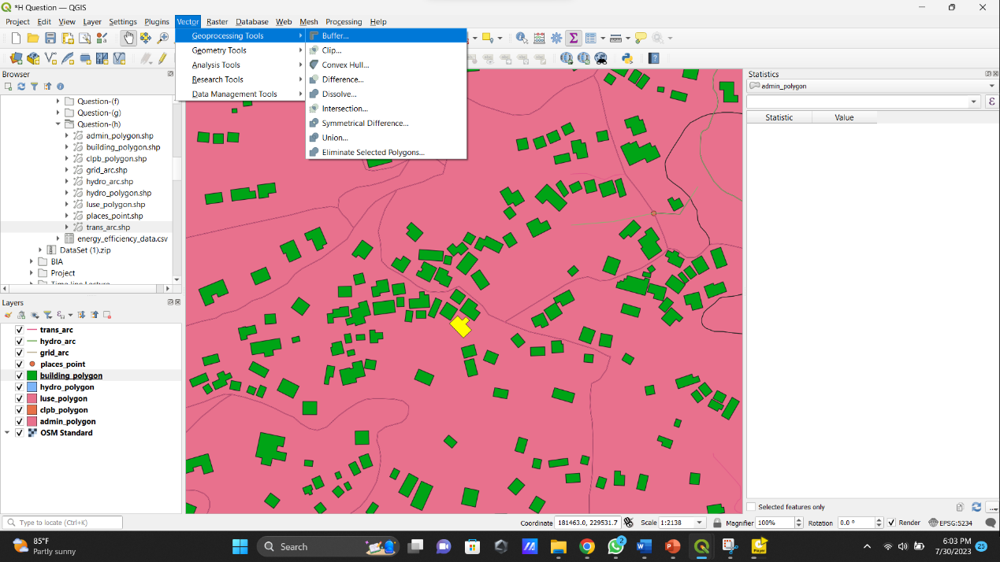 *H Question — QGIS
Project Edit View Layer Settings Plugins Vector Raster Database Web Mesh Processing Help
Geoprocessing Tools
Geometry Tools
Analysis Tools
Research Tools
Data Management Tools
Buffer...
Clip...
Convex Hull...
Difference...
Dissolve...
Intersection...
Symmetrical Difference...
Union...
Eliminate Selected Polygons...
Browser
Question-(f)
Question-(g)
Question-(h)
admin_polygon.shp
building_polygon.shp
clpb_polygon.shp
grid_arc.shp
hydro_arc.shp
hydro_polygon.shp
luse_polygon.shp
places_point.shp
trans_arc.shp
energy_efficiency_data.csv
DataSet (1).zip
BIA
Project
Time line Lecture
Layers
trans_arc
hydro_arc
grid_arc
places_point
building_polygon
hydro_polygon
luse_polygon
clpb_polygon
admin_polygon
OSM Standard
Statistics
admin_polygon
ε
Statistic Value
Selected features only
Type to locate (Ctrl+K)
Coordinate 181463.0, 229531.7 Scale 1:2138 Magnifier 100% Rotation 0.0 ° Render EPSG:5234
85°F
Partly sunny
Search
2
6:03 PM
7/30/2023
25